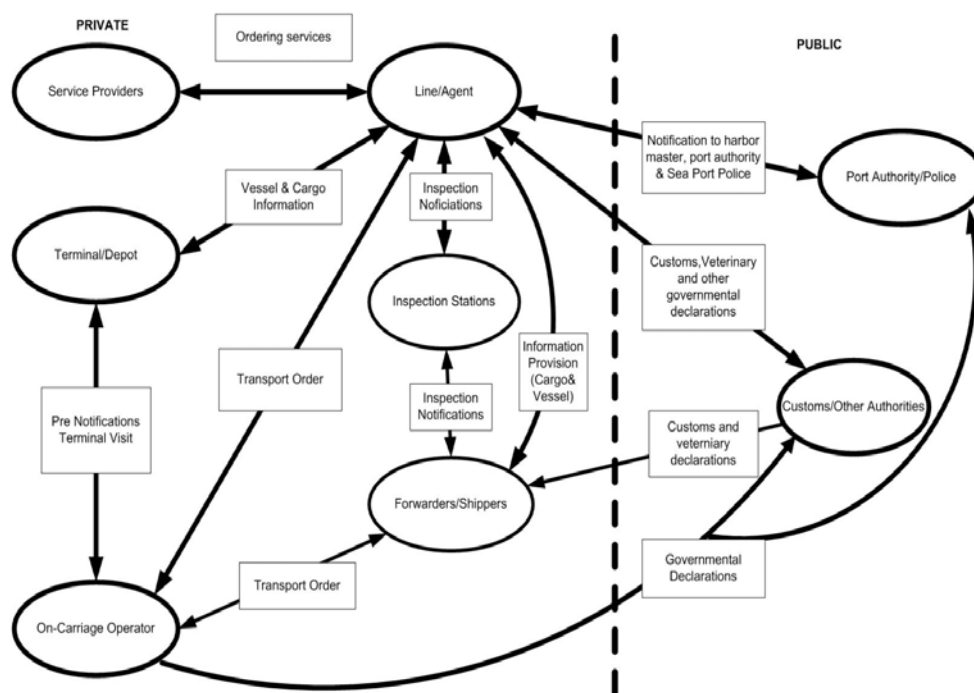 PRIVATE
Ordering services
PUBLIC
Service Providers
Line/Agent
Notification to harbor
master, port authority
& Sea Port Police
Port Authority/Police
Vessel & Cargo
Information
Inspection
Noficiations
Terminal/Depot
Customs,Veterinary
and other
governmental
declarations
Inspection Stations
Information
Provision
(Cargo&
Vessel)
Transport Order
Pre Notifications
Terminal Visit
Inspection
Notifications
Customs/Other Authorities
Customs and
veterniary
declarations
Forwarders/Shippers
Governmental
Declarations
Transport Order
On-Carriage Operator